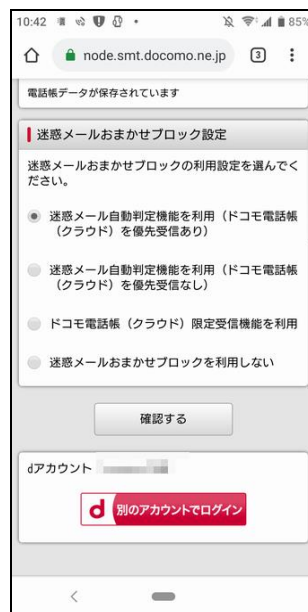 10:42
85%
node.smt.docomo.ne.jp
3
電話帳データが保存されています
迷惑メールおまかせブロック設定
迷惑メールおまかせブロックの利用設定を選んでく
ださい。
迷惑メール自動判定機能を利用（ドコモ電話帳
（クラウド）を優先受信あり）
迷惑メール自動判定機能を利用（ドコモ電話帳
（クラウド）を優先受信なし）
ドコモ電話帳（クラウド）限定受信機能を利用
迷惑メールおまかせブロックを利用しない
確認する
dアカウント
d 別のアカウントでログイン